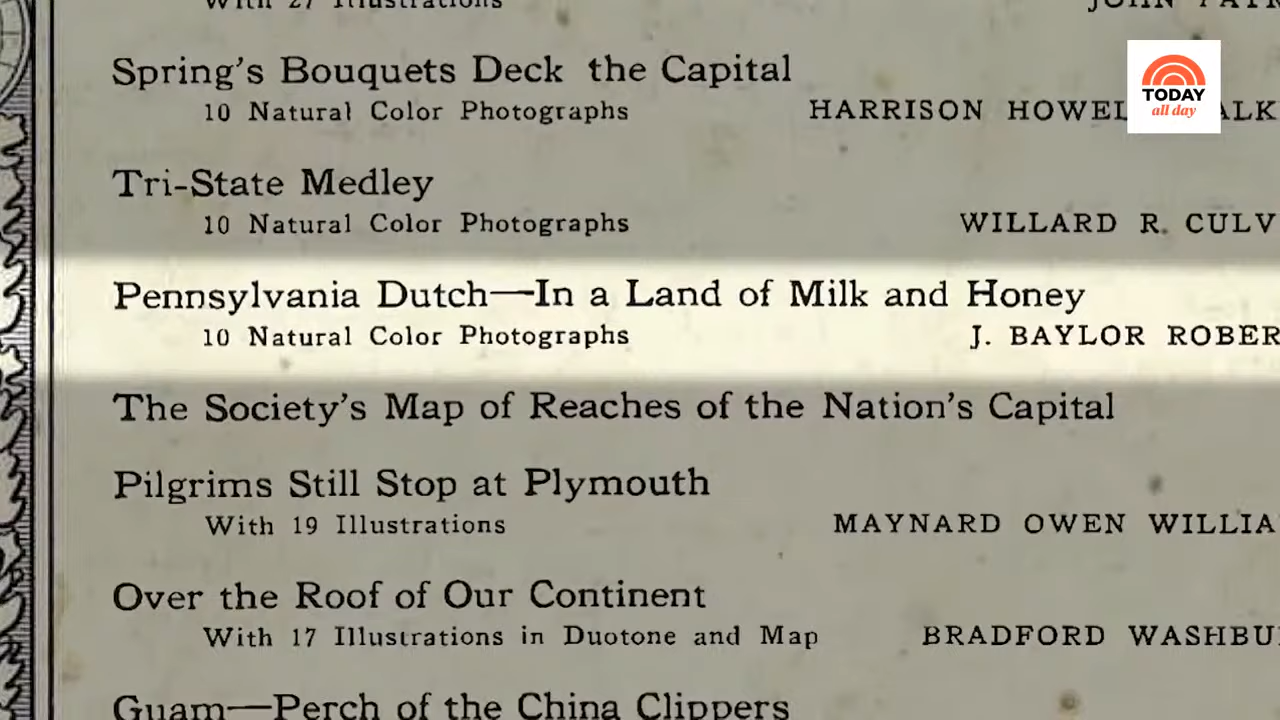 With 27 Illustrations
Spring's Bouquets Deck the Capital
10 Natural Color Photographs HARRISON
Tri-State Medley
10 Natural Color Photographs WILLARD R.
Pennsylvania Dutch—In a Land of Milk and Honey
10 Natural Color Photographs J. BAYLOR
The Society's Map of Reaches of the Nation's Capital
Pilgrims Still Stop at Plymouth
With 19 Illustrations MAYNARD OWEN
Over the Roof of Our Continent
With 17 Illustrations in Duotone and Map BRADFORD
Guam—Perch of the China Clippers
TODAY
all day